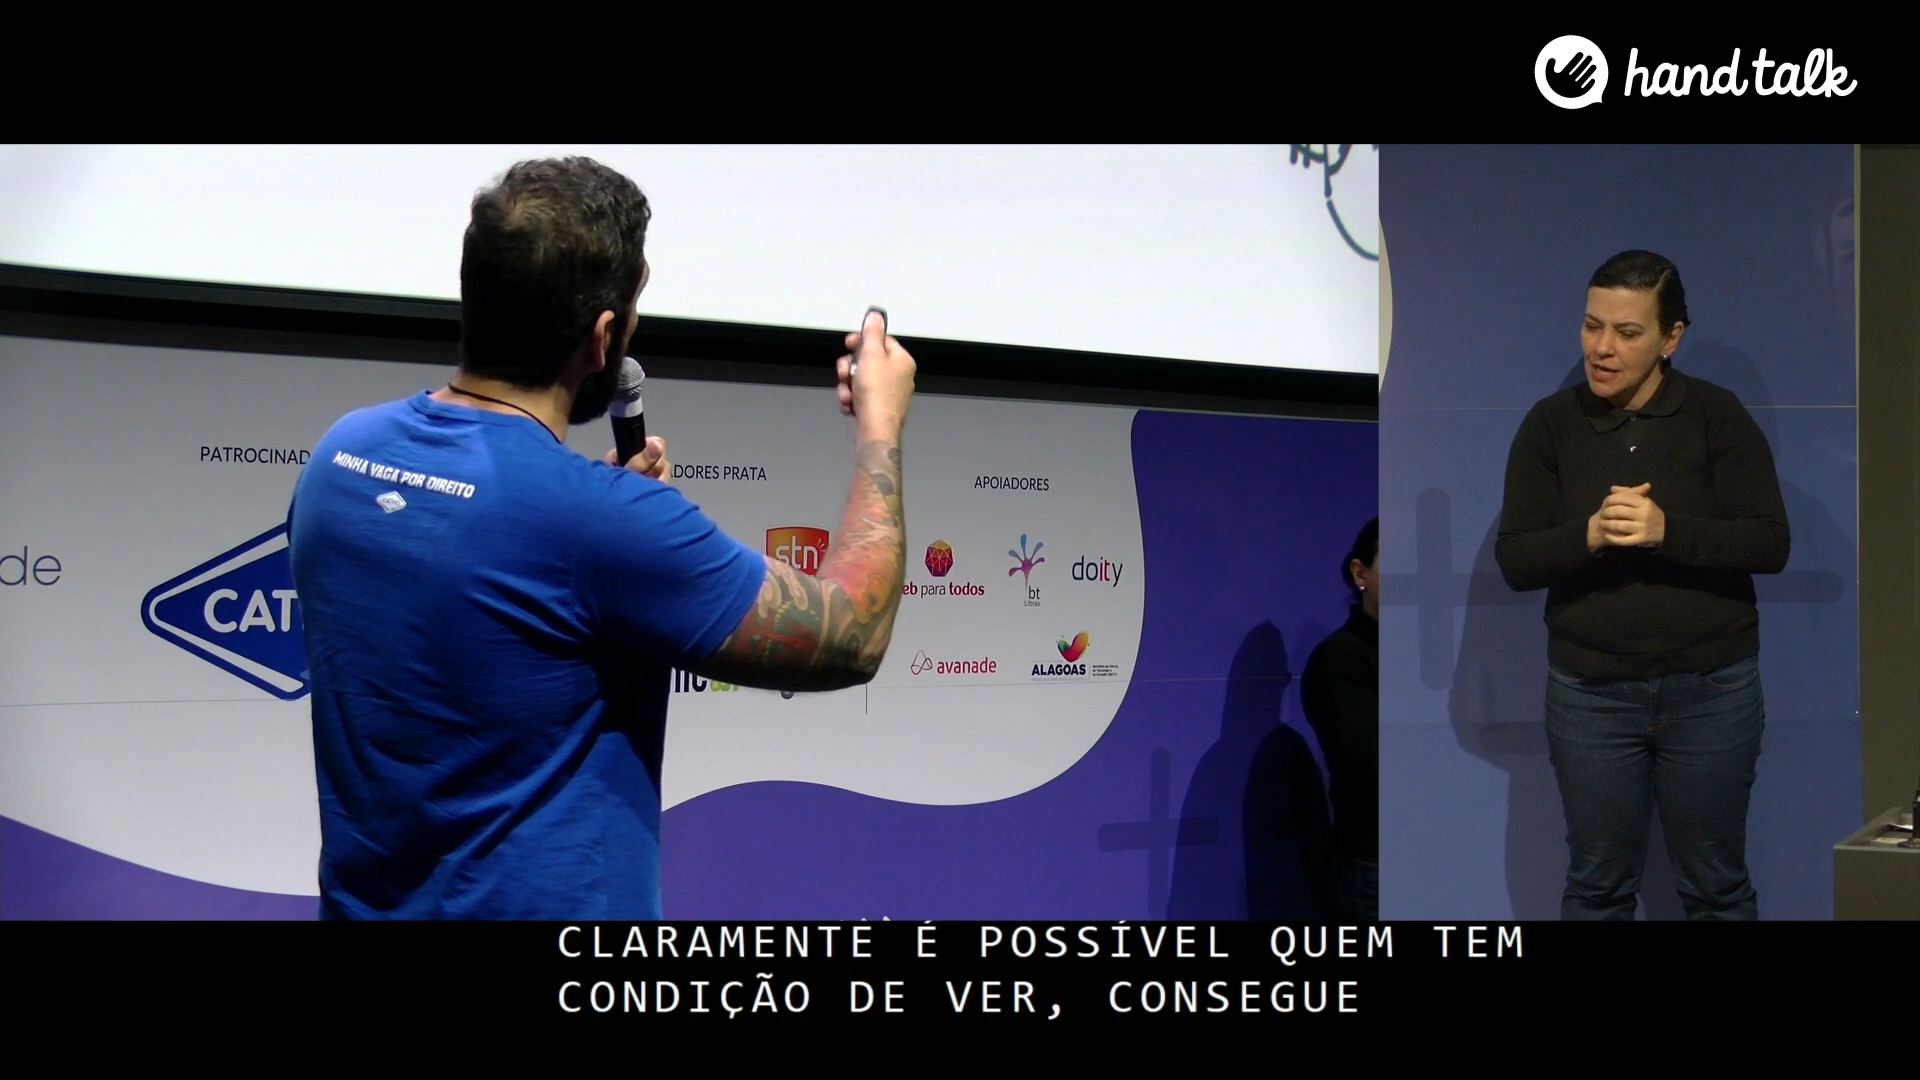 hand talk
PATROCINAD
ADORES PRATA
APOIADORES
MINHA VAGA POR DIREITO
de
CAT
stn
eb para todos
bt
Libras
doity
avanade
ALAGOAS
CLARAMENTE É POSSÍVEL QUEM TEM
CONDIÇÃO DE VER, CONSEGUE